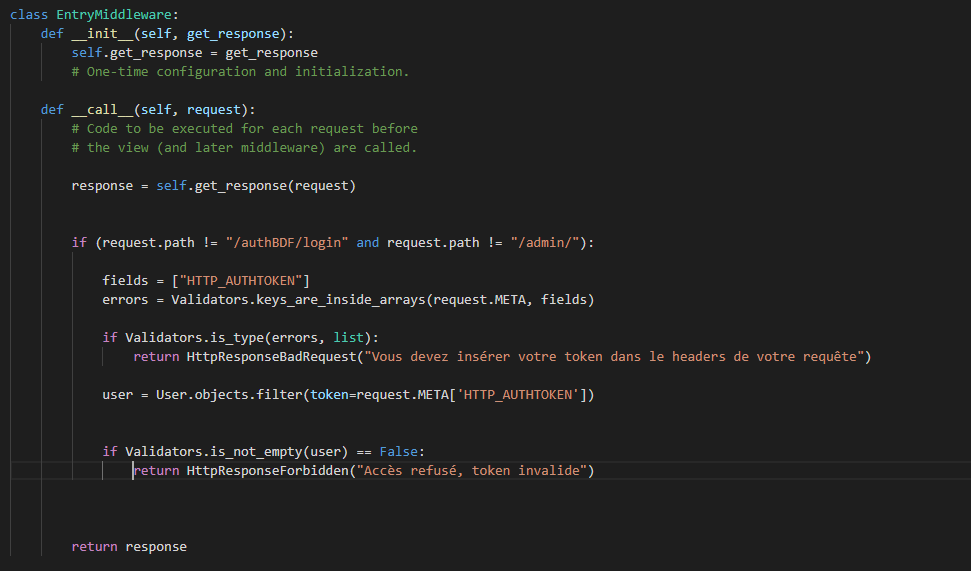 class EntryMiddleware:
def __init__(self, get_response):
self.get_response = get_response
# One-time configuration and initialization.
def __call__(self, request):
# Code to be executed for each request before
# the view (and later middleware) are called.
response = self.get_response(request)
if (request.path != "/authBDF/login" and request.path != "/admin/"):
fields = ["HTTP_AUTHTOKEN"]
errors = Validators.keys_are_inside_arrays(request.META, fields)
if Validators.is_type(errors, list):
return HttpResponseBadRequest("Vous devez insérer votre token dans le headers de votre requête")
user = User.objects.filter(token=request.META['HTTP_AUTHTOKEN'])
if Validators.is_not_empty(user) == False:
return HttpResponseForbidden("Accès refusé, token invalide")
return response